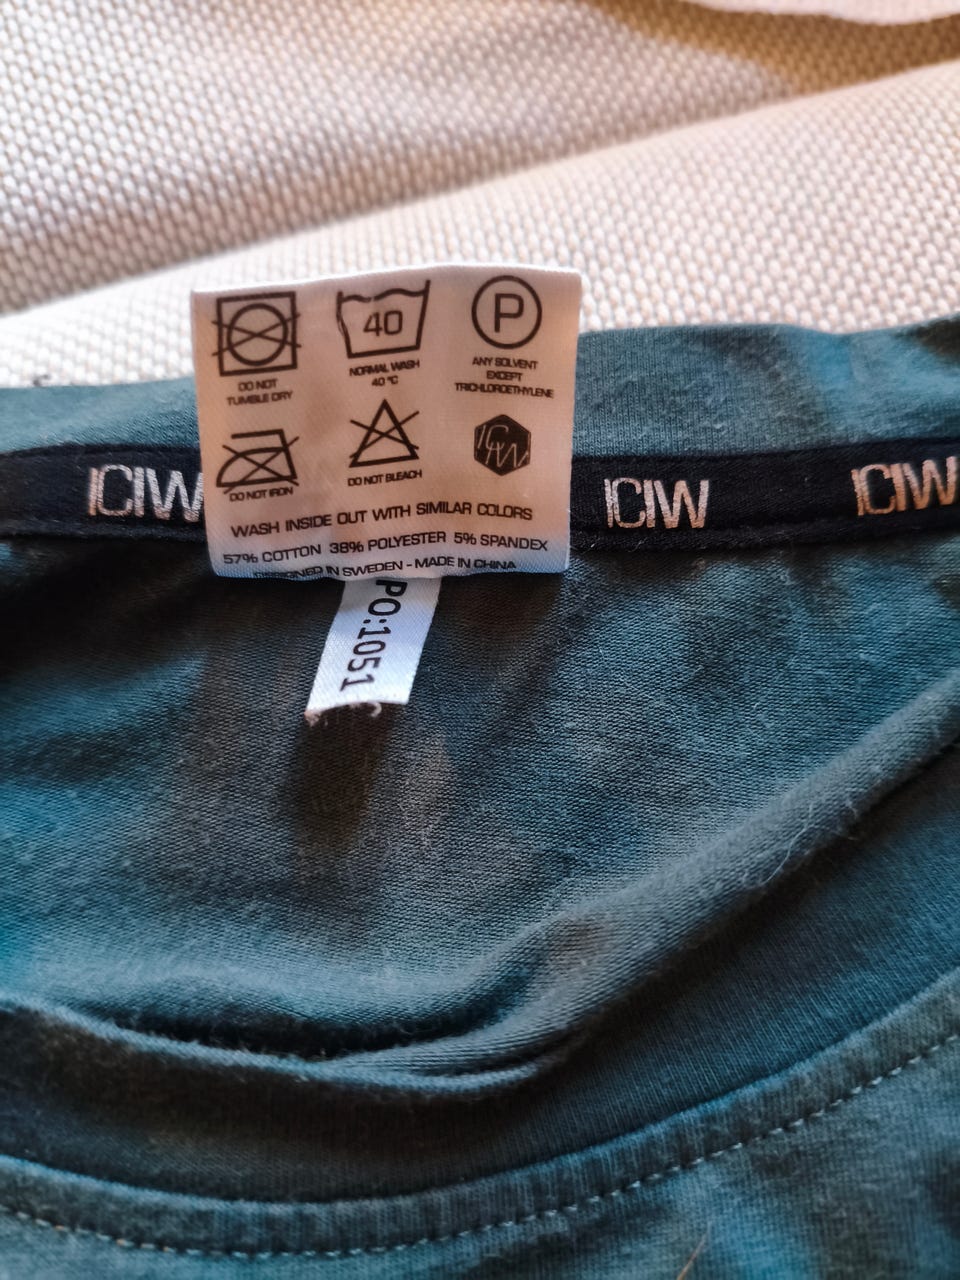 40
P
DO NOT
TUMBLE DRY
NORMAL WASH
40 °C
ANY SOLVENT
EXCEPT
TRICHLOROETHYLENE
DO NOT IRON
DO NOT BLEACH
ICIW
WASH INSIDE OUT WITH SIMILAR COLORS
57% COTTON 38% POLYESTER 5% SPANDEX
IN SWEDEN - MADE IN CHINA
ICIW
ICIW
ICIW
PO:1051